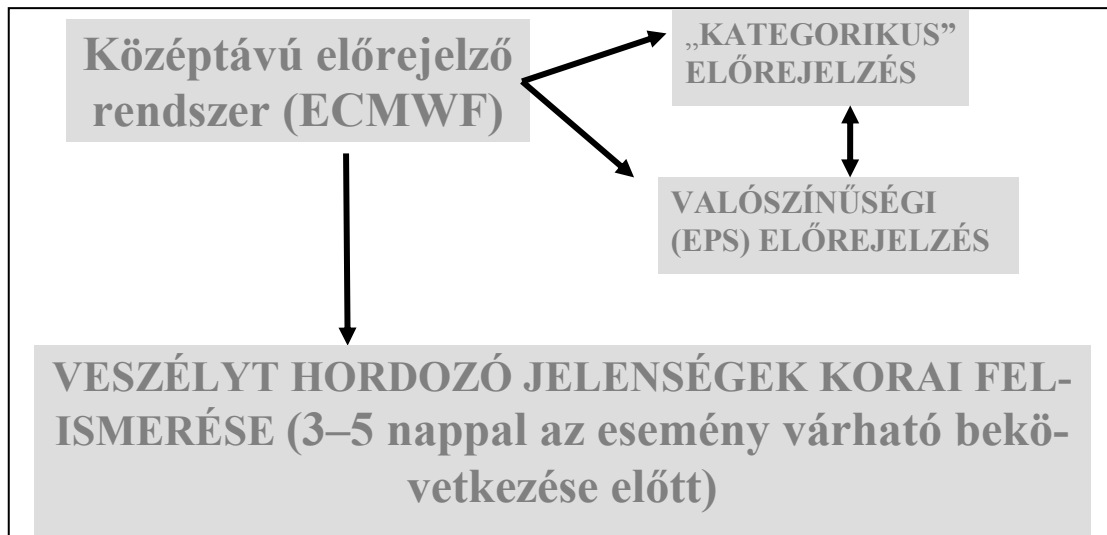 Középtávú előrejelző
rendszer (ECMWF)
„KATEGORIKUS”
ELŐREJELZÉS
VALÓSZÍNŰSÉGI
(EPS) ELŐREJELZÉS
VESZÉLYT HORDOZÓ JELENSÉGEK KORAI FEL-
ISMERÉSE (3–5 nappal az esemény várható bekö-
vetkezése előtt)